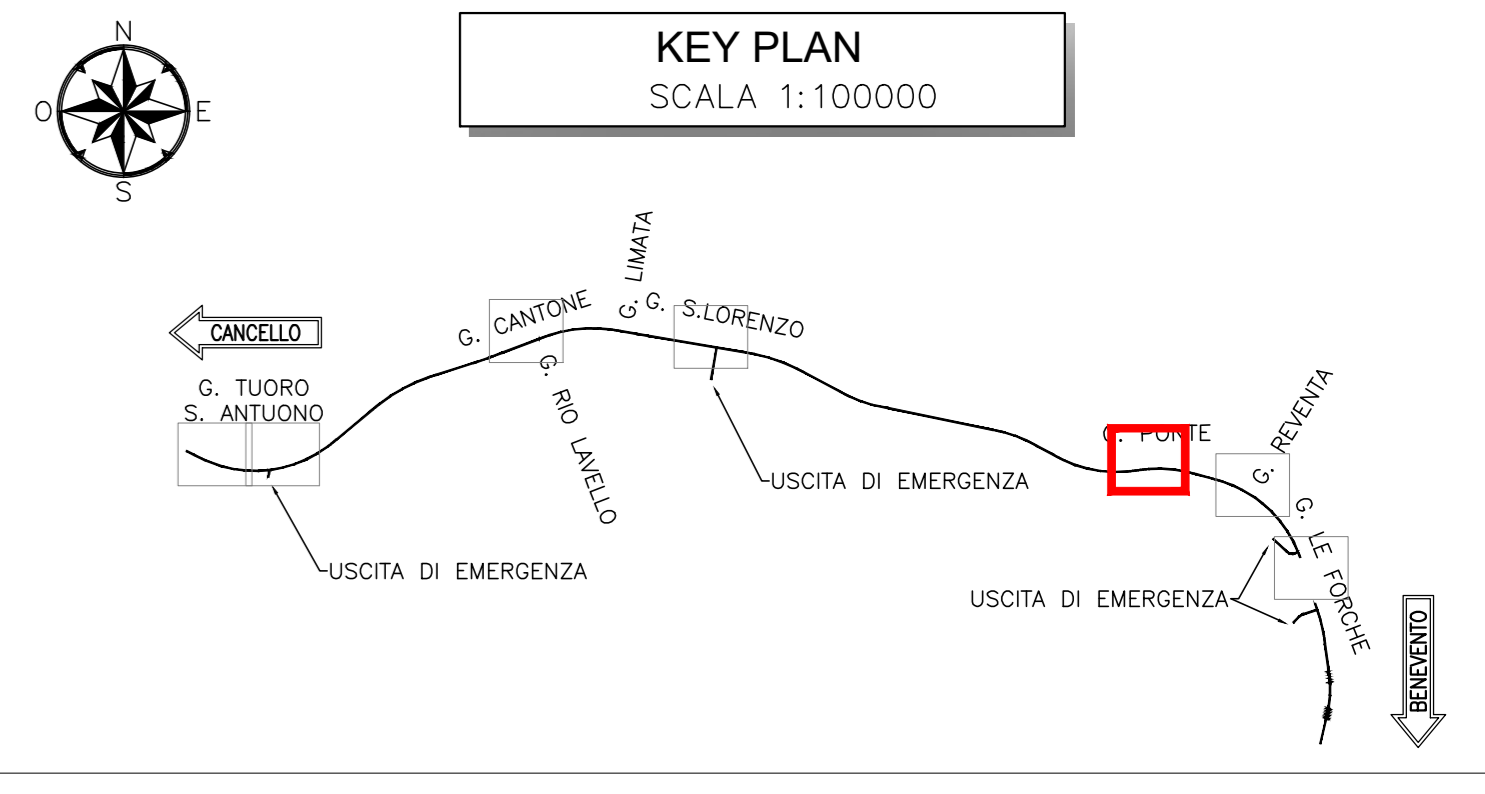 N
O
E
S
KEY PLAN
SCALA 1:100000
CANCELLO
G. TUORO
S. ANTUONO
G. CANTONE
G. RIO LAVELLO
G. LIMATA
G. S.LORENZO
USCITA DI EMERGENZA
USCITA DI EMERGENZA
G. PONTE
G. REVENTA
G. LE FORCHE
USCITA DI EMERGENZA
BENEVENTO